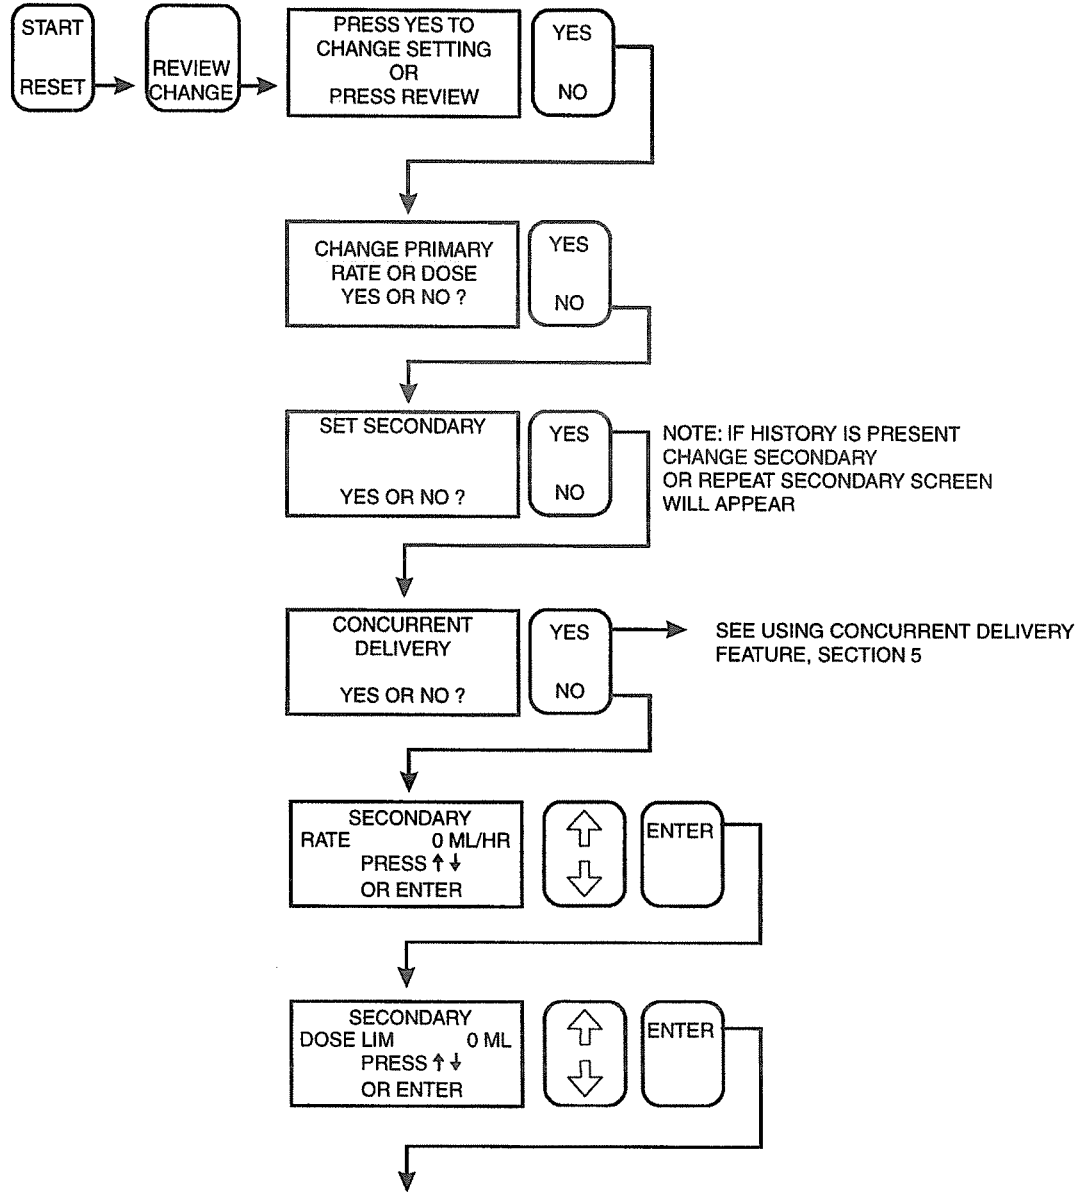 START
RESET
REVIEW
CHANGE
PRESS YES TO
CHANGE SETTING
OR
PRESS REVIEW
YES
NO
CHANGE PRIMARY
RATE OR DOSE
YES OR NO ?
YES
NO
SET SECONDARY
YES OR NO ?
YES
NO
NOTE: IF HISTORY IS PRESENT
CHANGE SECONDARY
OR REPEAT SECONDARY SCREEN
WILL APPEAR
CONCURRENT
DELIVERY
YES OR NO ?
YES
NO
SEE USING CONCURRENT DELIVERY
FEATURE, SECTION 5
SECONDARY
RATE 0 ML/HR
PRESS ↑ ↓
OR ENTER
ENTER
SECONDARY
DOSE LIM 0 ML
PRESS ↑ ↓
OR ENTER
ENTER